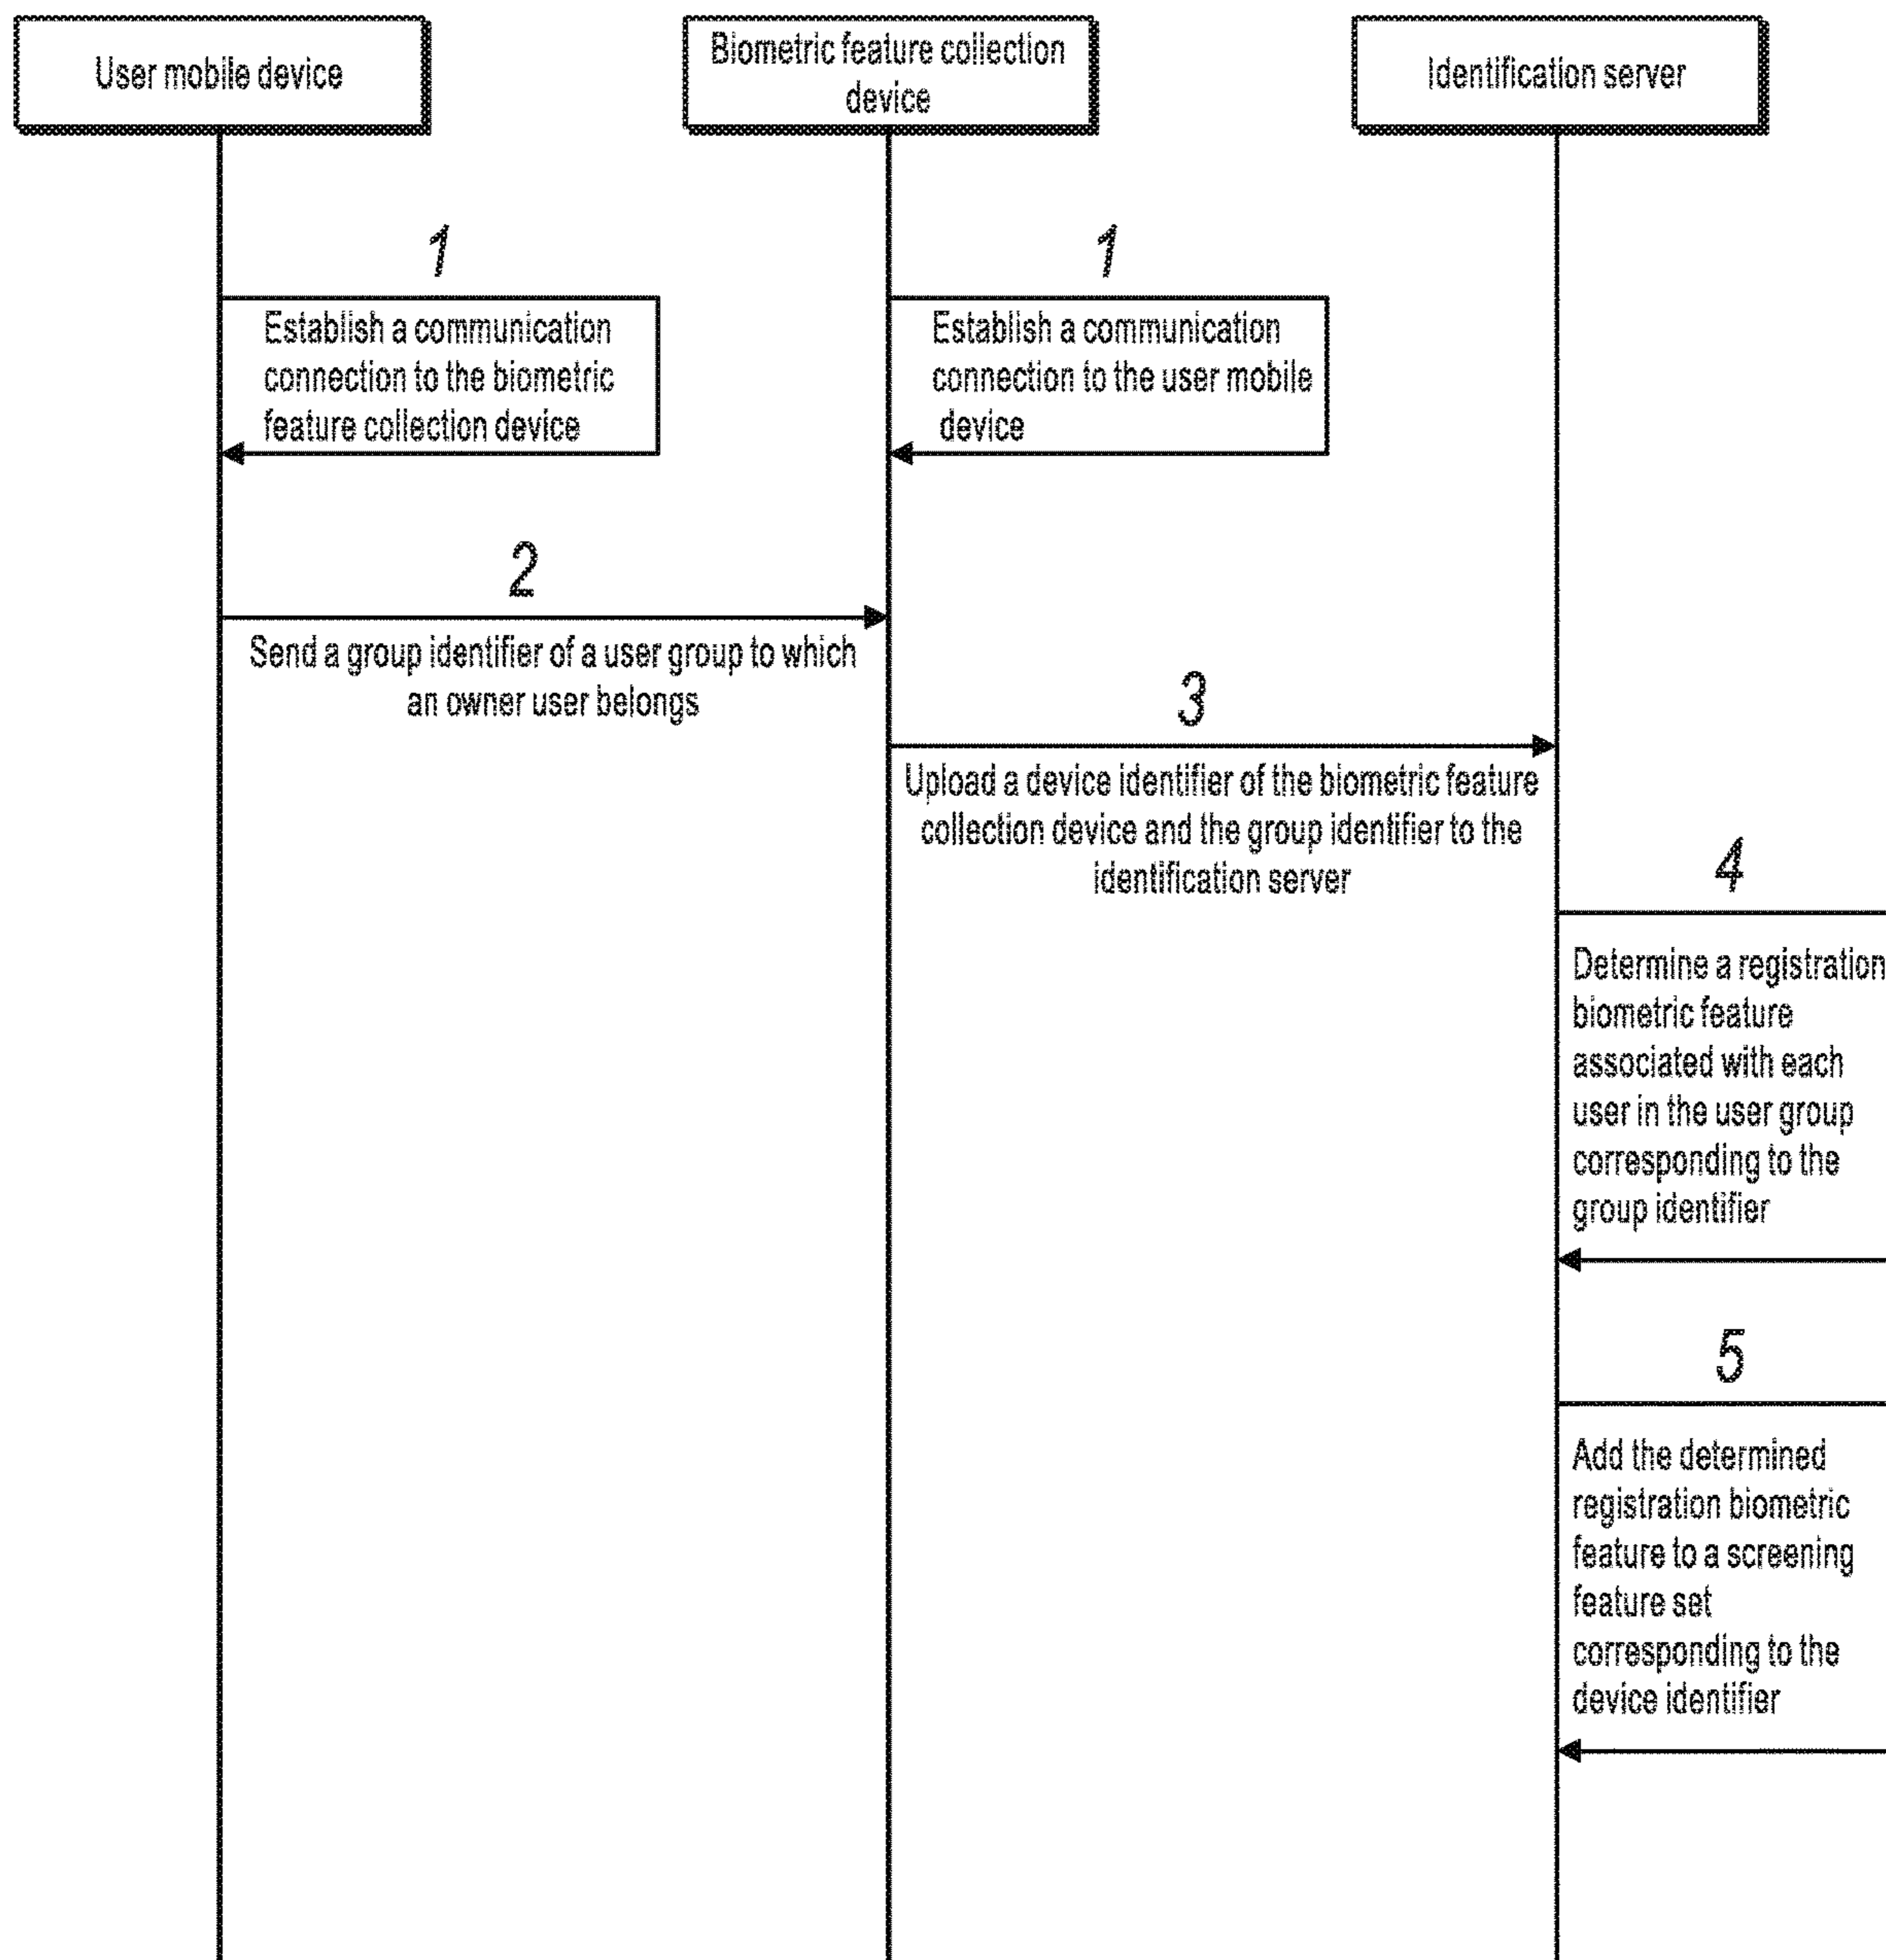 User mobile device
Biometric feature collection
device
Identification server
1
Establish a communication
connection to the biometric
feature collection device
1
Establish a communication
connection to the user mobile
device
2
Send a group identifier of a user group to which
an owner user belongs
3
Upload a device identifier of the biometric feature
collection device and the group identifier to the
identification server
4
Determine a registration
biometric feature
associated with each
user in the user group
corresponding to the
group identifier
5
Add the determined
registration biometric
feature to a screening
feature set
corresponding to the
device identifier